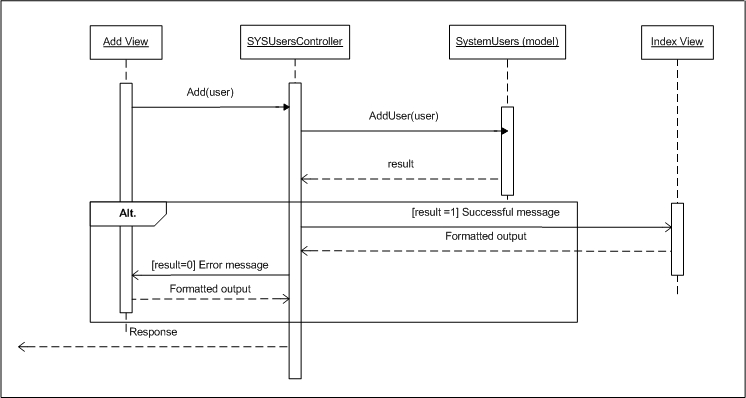 Add View
SYSUsersController
SystemUsers (model)
Index View
Add(user)
AddUser(user)
result
Alt.
[result =1] Successful message
Formatted output
[result=0] Error message
Formatted output
Response